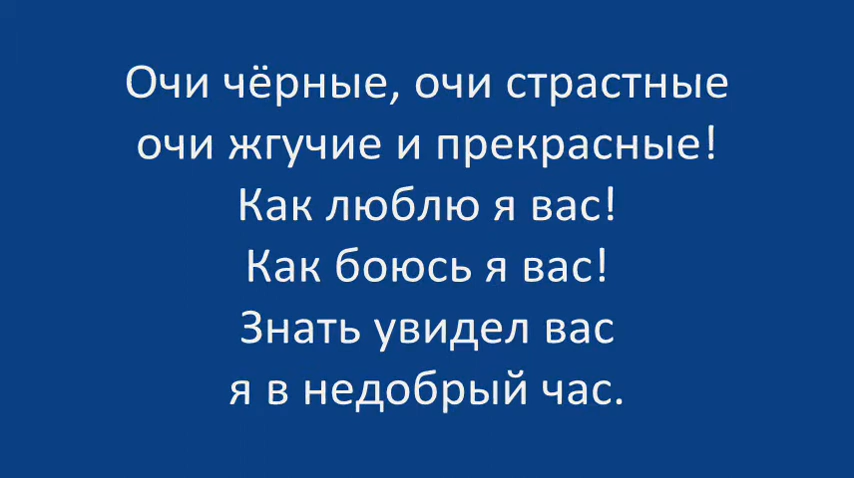 Очи чёрные, очи страстные
очи жгучие и прекрасные!
Как люблю я вас!
Как боюсь я вас!
Знать увидел вас
я в недобрый час.